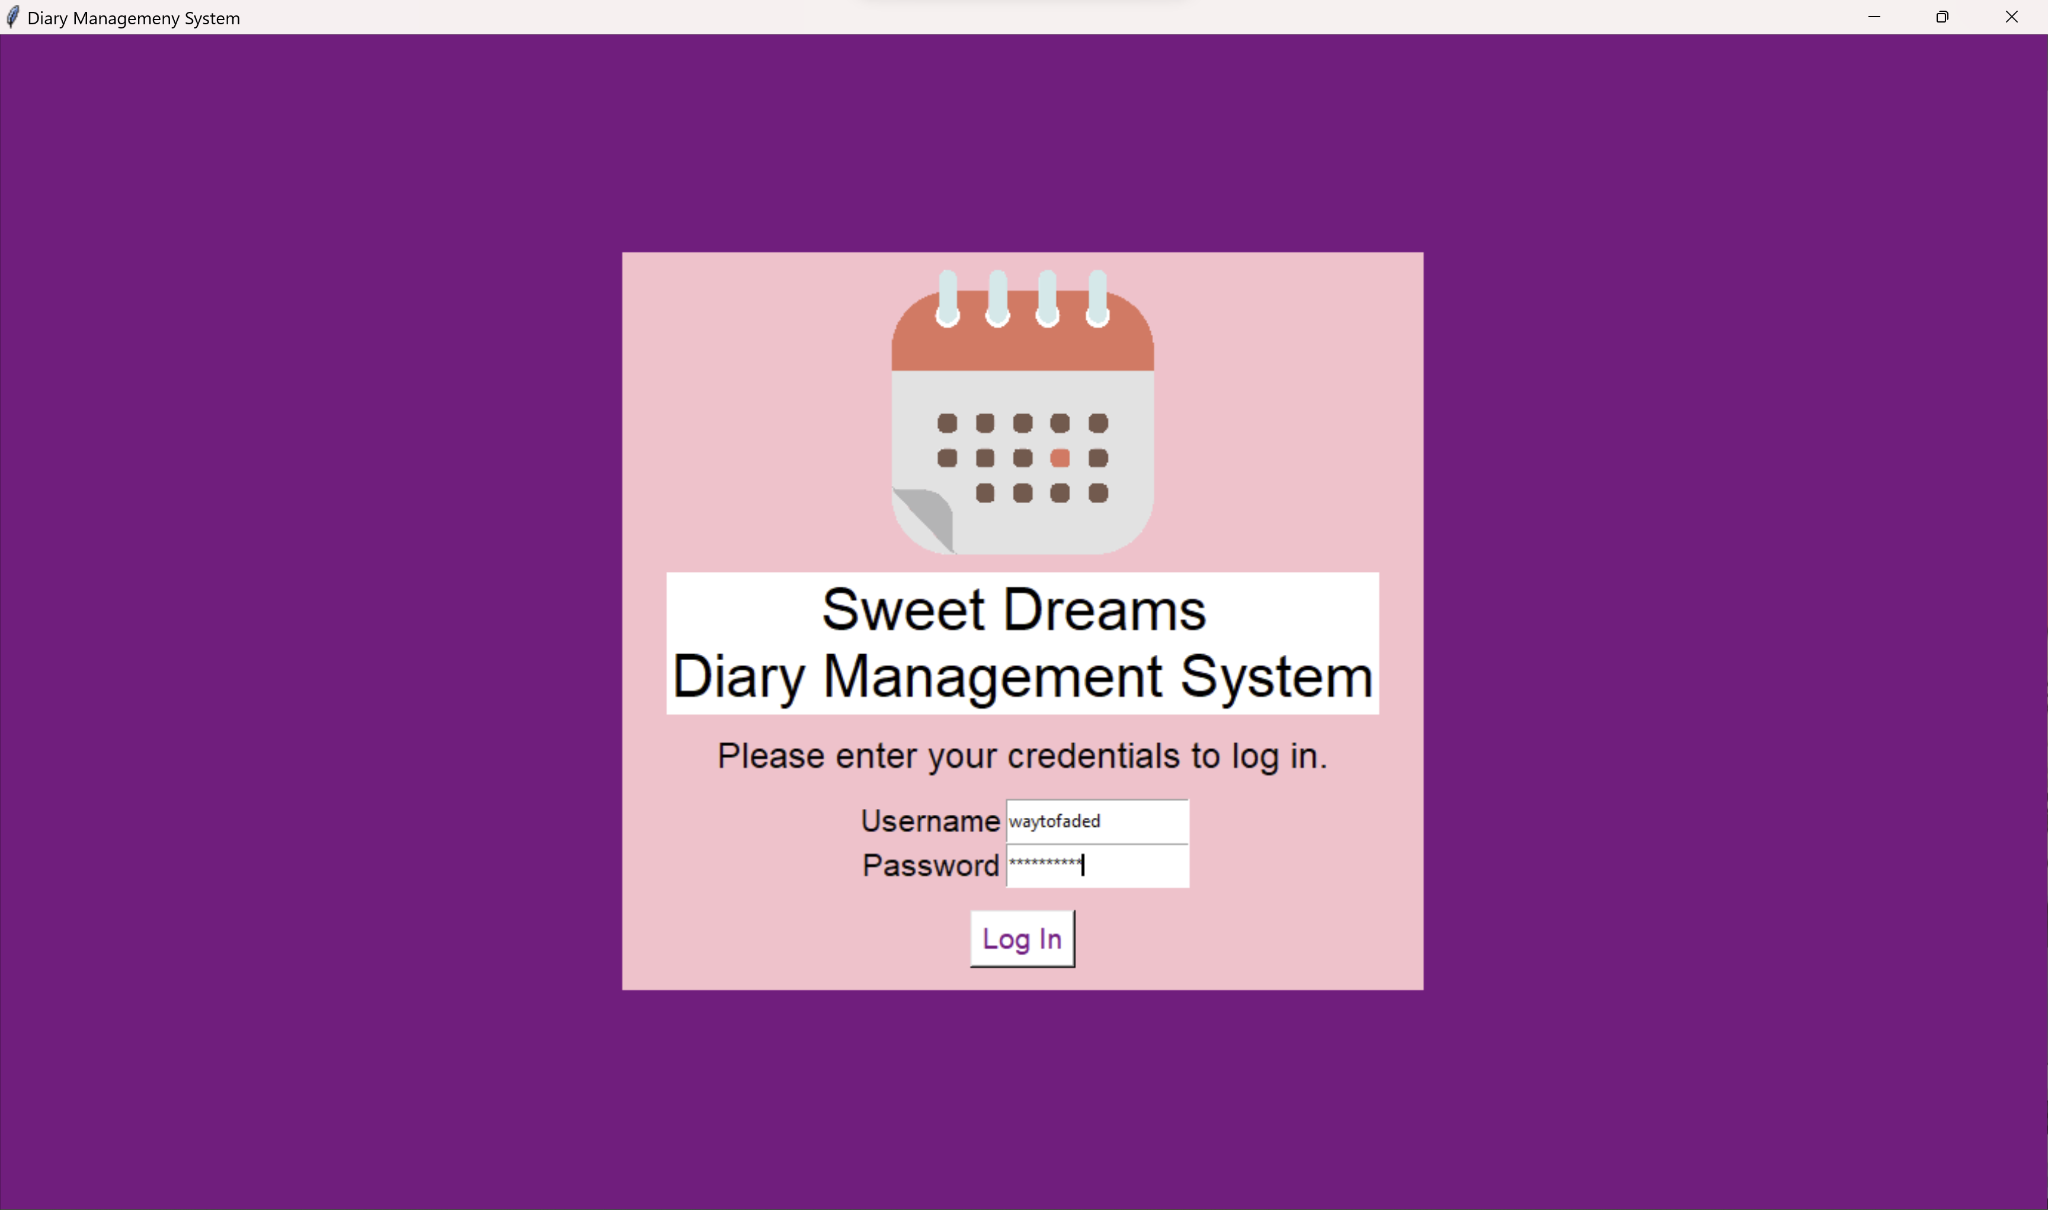 Diary Managemeny System
Sweet Dreams
Diary Management System
Please enter your credentials to log in.
Username waytofaded
Password **********
Log In